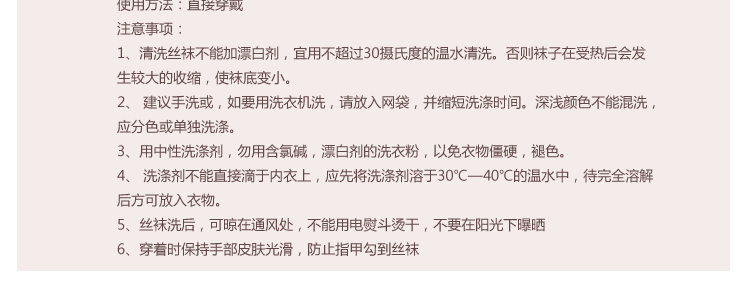 使用方法：直接穿戴
注意事项：
1、清洗丝袜不能加漂白剂，宜用不超过30摄氏度的温水清洗。否则袜子在受热后会发
生较大的收缩，使袜底变小。
2、 建议手洗或，如要用洗衣机洗，请放入网袋，并缩短洗涤时间。深浅颜色不能混洗，
应分色或单独洗涤。
3、用中性洗涤剂，勿用含氯碱，漂白剂的洗衣粉，以免衣物僵硬，褪色。
4、 洗涤剂不能直接滴于内衣上，应先将洗涤剂溶于30℃—40℃的温水中，待完全溶解
后方可放入衣物。
5、丝袜洗后，可晾在通风处，不能用电熨斗烫干，不要在阳光下曝晒
6、穿着时保持手部皮肤光滑，防止指甲勾到丝袜